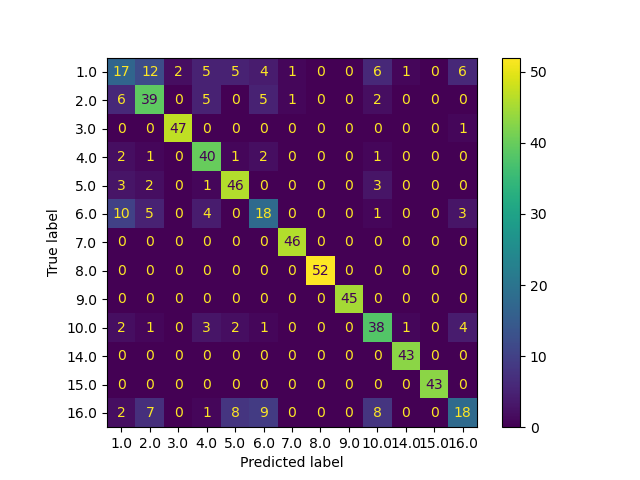 1.0 17 12 2 5 5 4 1 0 0 6 1 0 6
2.0 6 39 0 5 0 5 1 0 0 2 0 0 0
3.0 0 0 47 0 0 0 0 0 0 0 0 0 1
4.0 2 1 0 40 1 2 0 0 0 1 0 0 0
5.0 3 2 0 1 46 0 0 0 0 3 0 0 0
6.0 10 5 0 4 0 18 0 0 0 1 0 0 3
7.0 0 0 0 0 0 0 46 0 0 0 0 0 0
8.0 0 0 0 0 0 0 0 52 0 0 0 0 0
9.0 0 0 0 0 0 0 0 0 45 0 0 0 0
10.0 2 1 0 3 2 1 0 0 0 38 1 0 4
14.0 0 0 0 0 0 0 0 0 0 0 43 0 0
15.0 0 0 0 0 0 0 0 0 0 0 0 43 0
16.0 2 7 0 1 8 9 0 0 0 8 0 0 18
1.0 2.0 3.0 4.0 5.0 6.0 7.0 8.0 9.0 10.0 14.0 15.0 16.0
Predicted label
True label
50
40
30
20
10
0